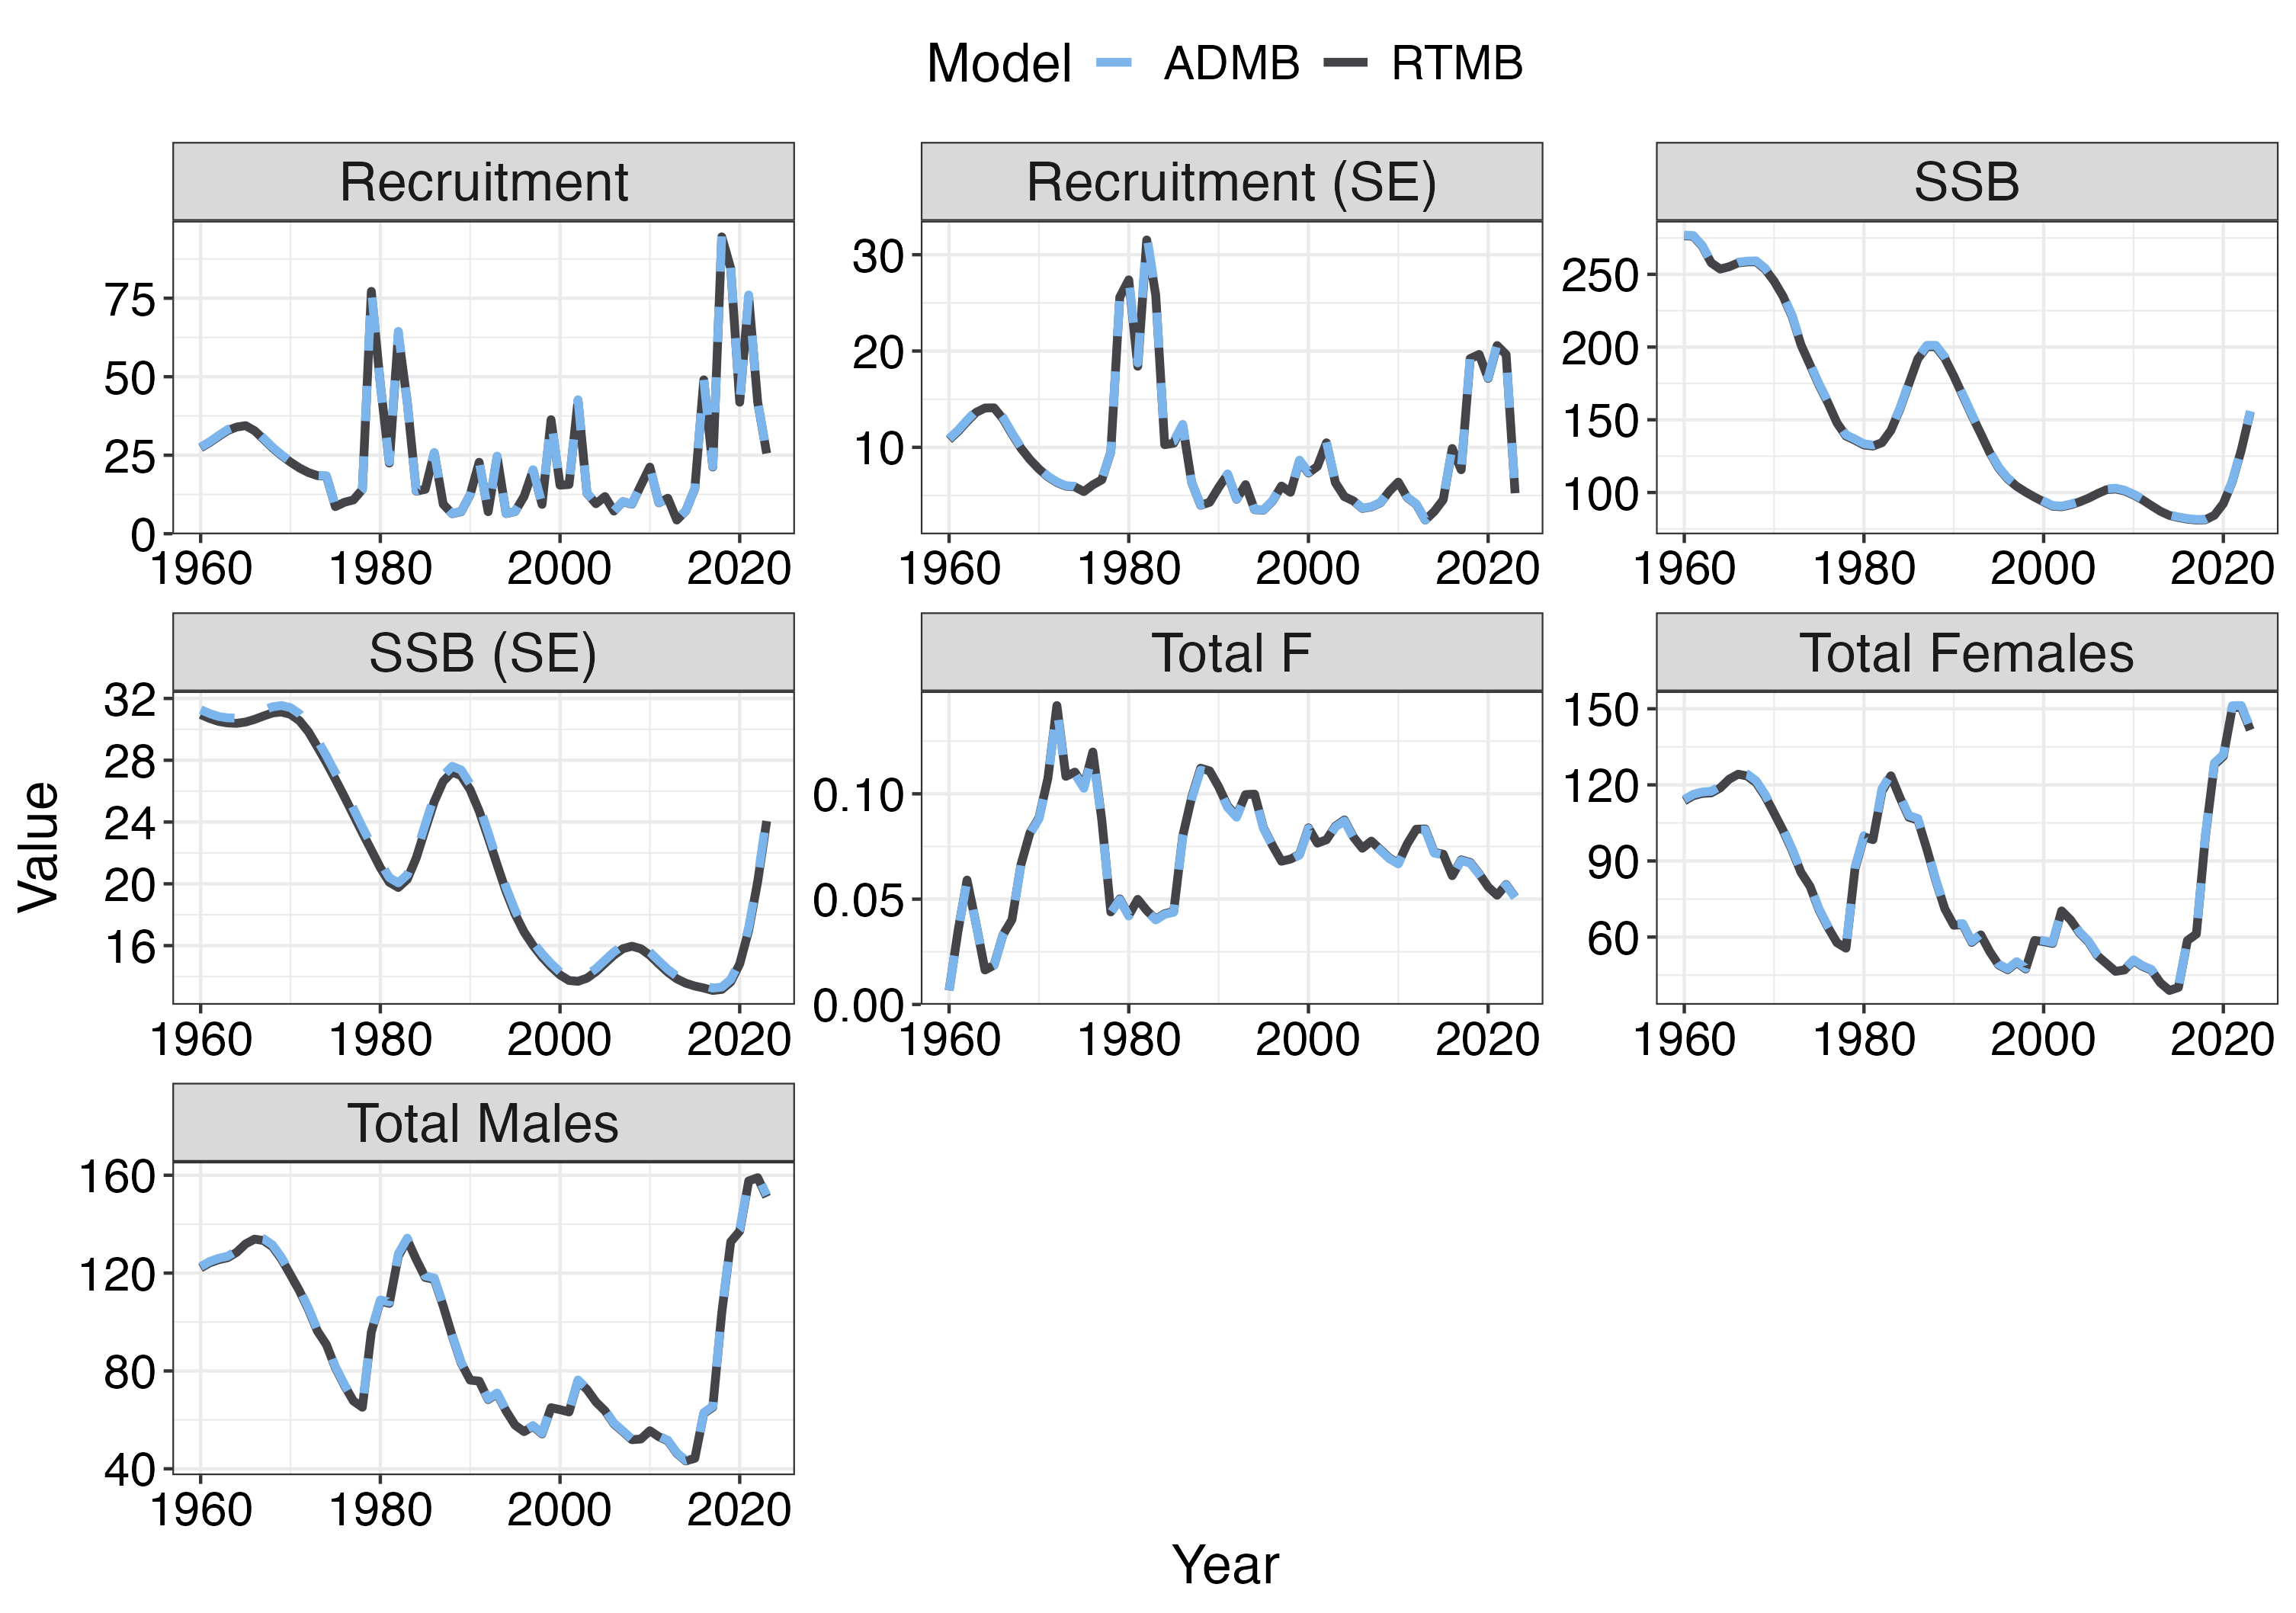 Model ADMB RTMB
Recruitment
75
50
25
0
1960 1980 2000 2020
Recruitment (SE)
30
20
10
1960 1980 2000 2020
SSB
250
200
150
100
1960 1980 2000 2020
Value
SSB (SE)
32
28
24
20
16
1960 1980 2000 2020
Total F
0.10
0.05
0.00
1960 1980 2000 2020
Total Females
150
120
90
60
1960 1980 2000 2020
Total Males
160
120
80
40
1960 1980 2000 2020
Year